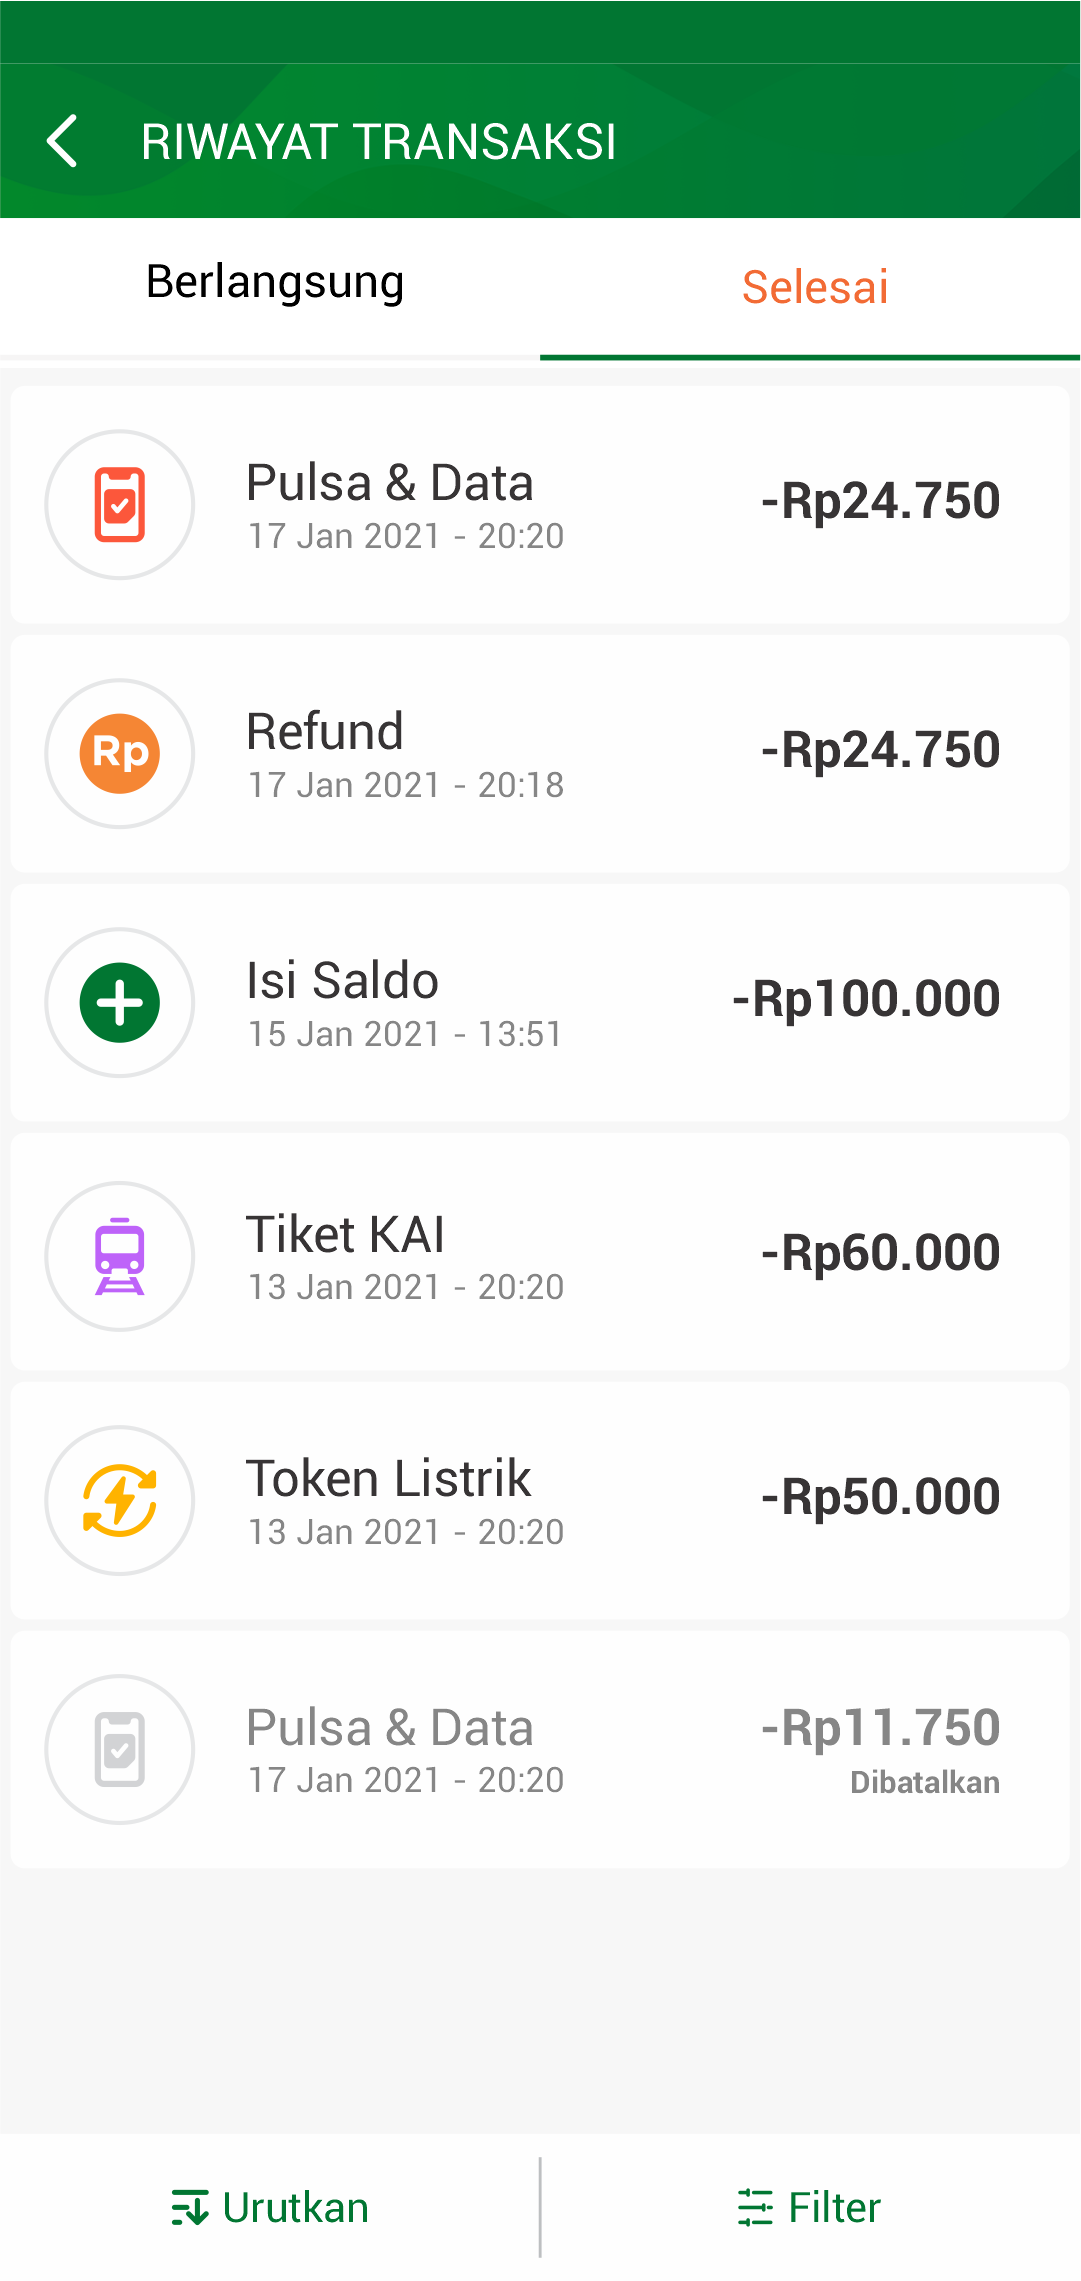 RIWAYAT TRANSAKSI
Berlangsung
Selesai
Pulsa & Data
17 Jan 2021 - 20:20
-Rp24.750
Rp
Refund
17 Jan 2021 - 20:18
-Rp24.750
Isi Saldo
15 Jan 2021 - 13:51
-Rp100.000
Tiket KAI
13 Jan 2021 - 20:20
-Rp60.000
Token Listrik
13 Jan 2021 - 20:20
-Rp50.000
Pulsa & Data
17 Jan 2021 - 20:20
-Rp11.750
Dibatalkan
Urutkan
Filter